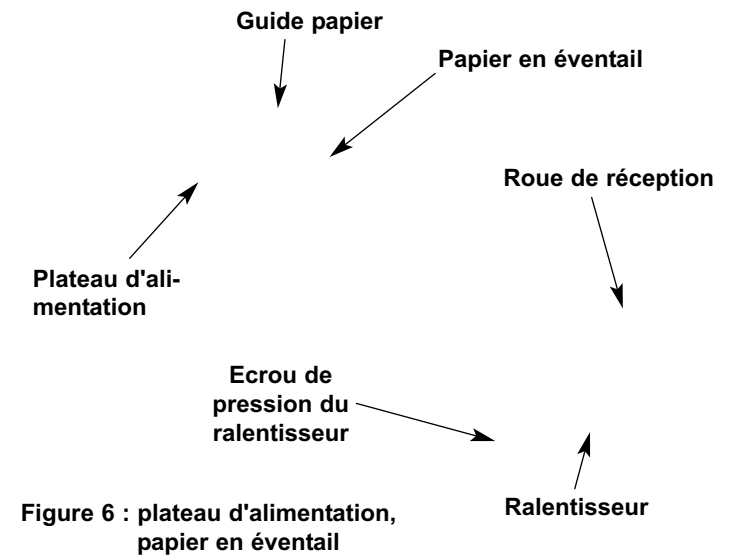 Guide papier
Papier en éventail
Roue de réception
Plateau d'ali-
mentation
Ecrou de
pression du
ralentisseur
Ralentisseur
Figure 6 : plateau d'alimentation,
papier en éventail